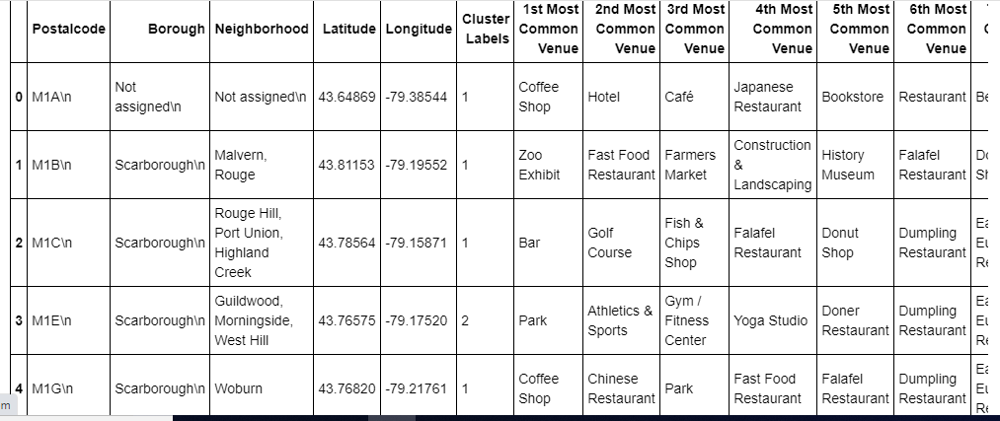 Postalcode Borough Neighborhood Latitude Longitude Cluster Labels 1st Most Common Venue 2nd Most Common Venue 3rd Most Common Venue 4th Most Common Venue 5th Most Common Venue 6th Most Common Venue
0 M1A\n Not assigned\n Not assigned\n 43.64869 -79.38544 1 Coffee Shop Hotel Café Japanese Restaurant Bookstore Restaurant
1 M1B\n Scarborough\n Malvern, Rouge 43.81153 -79.19552 1 Zoo Exhibit Fast Food Restaurant Farmers Market Construction & Landscaping History Museum Falafel Restaurant
2 M1C\n Scarborough\n Rouge Hill, Port Union, Highland Creek 43.78564 -79.15871 1 Bar Golf Course Fish & Chips Shop Falafel Restaurant Donut Shop Dumpling Restaurant
3 M1E\n Scarborough\n Guildwood, Morningside, West Hill 43.76575 -79.17520 2 Park Athletics & Sports Gym / Fitness Center Yoga Studio Doner Restaurant Dumpling Restaurant
4 M1G\n Scarborough\n Woburn 43.76820 -79.21761 1 Coffee Shop Chinese Restaurant Park Fast Food Restaurant Falafel Restaurant Dumpling Restaurant